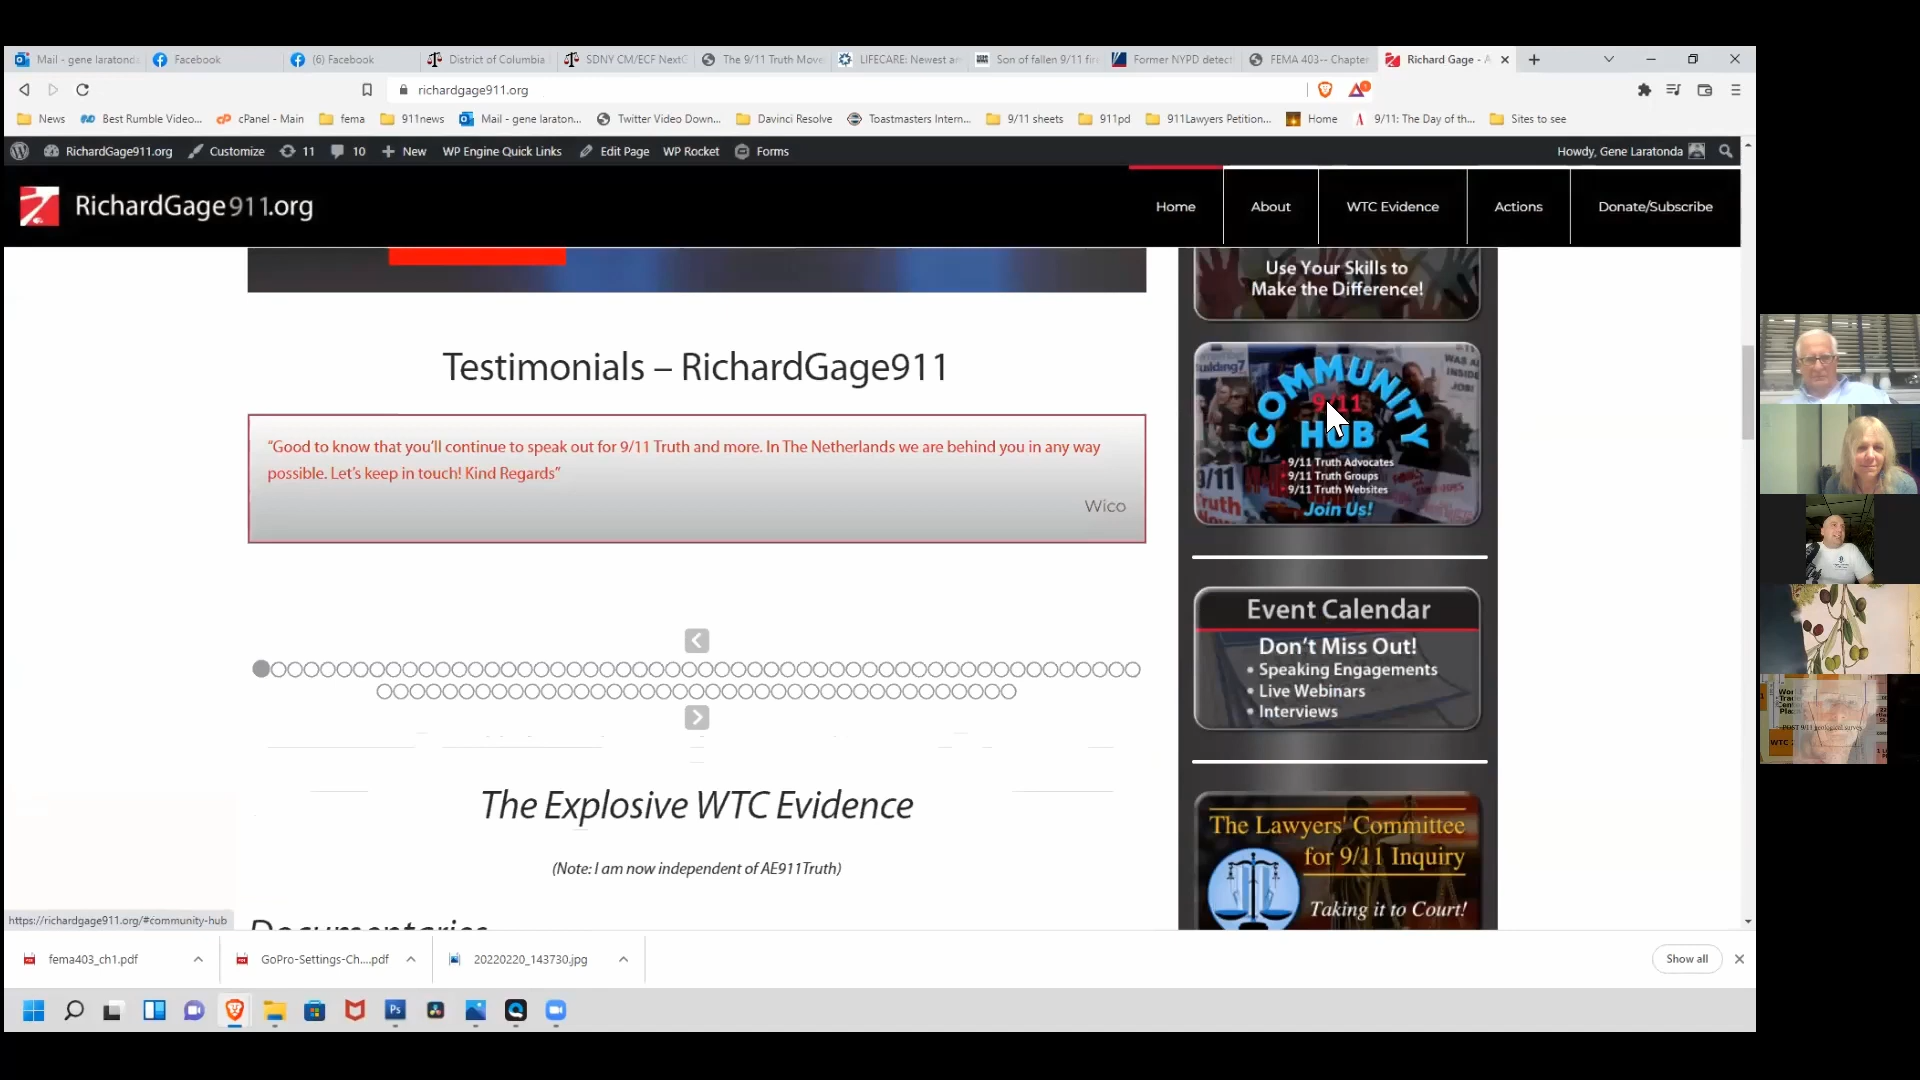 Mail - gene laratond
Facebook
(6) Facebook
District of Columbia
SDNY CM/ECF NextG
The 9/11 Truth Move
LIFECARE: Newest an
Son of fallen 9/11 fir
Former NYPD detect
FEMA 403-- Chapter
Richard Gage - A
richardgage911.org
News
Best Rumble Video...
cPanel - Main
fema
911news
Mail - gene laraton...
Twitter Video Down...
Davinci Resolve
Toastmasters Intern...
9/11 sheets
911pd
911Lawyers Petition...
Home
9/11: The Day of th...
Sites to see
RichardGage911.org
Customize
11
10
New
WP Engine Quick Links
Edit Page
WP Rocket
Forms
Howdy, Gene Laratonda
RichardGage911.org
Home
About
WTC Evidence
Actions
Donate/Subscribe
Testimonials – RichardGage911
“Good to know that you’ll continue to speak out for 9/11 Truth and more. In The Netherlands we are behind you in any way
possible. Let’s keep in touch! Kind Regards”
Wico
The Explosive WTC Evidence
(Note: I am now independent of AE911Truth)
Documentaries
Use Your Skills to
Make the Difference!
COMMUNITY
9/11
HUB
9/11 Truth Advocates
9/11 Truth Groups
9/11 Truth Websites
Join Us!
Event Calendar
Don’t Miss Out!
• Speaking Engagements
• Live Webinars
• Interviews
The Lawyers' Committee
for 9/11 Inquiry
Taking it to Court!
https://richardgage911.org/#community-hub
fema403_ch1.pdf
GoPro-Settings-Ch....pdf
20220220_143730.jpg
Show all